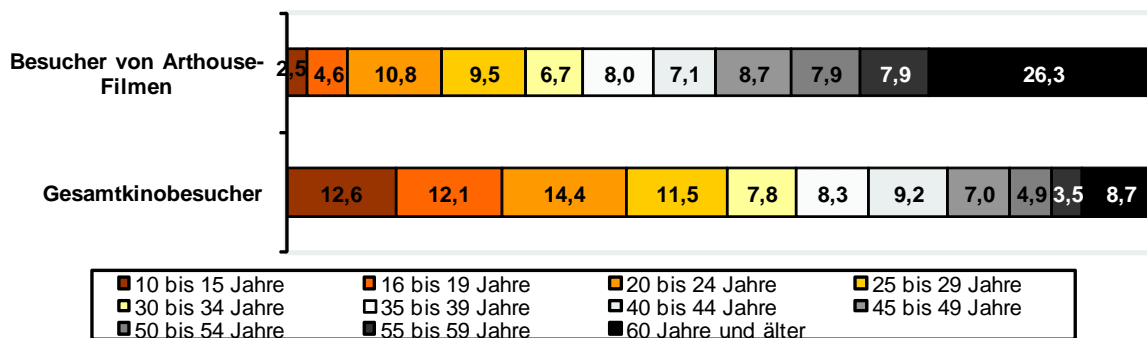 Besucher von Arthouse-
Filmen
2,5 4,6 10,8 9,5 6,7 8,0 7,1 8,7 7,9 7,9 26,3
Gesamtkinobesucher
12,6 12,1 14,4 11,5 7,8 8,3 9,2 7,0 4,9 3,5 8,7
10 bis 15 Jahre 16 bis 19 Jahre 20 bis 24 Jahre 25 bis 29 Jahre
30 bis 34 Jahre 35 bis 39 Jahre 40 bis 44 Jahre 45 bis 49 Jahre
50 bis 54 Jahre 55 bis 59 Jahre 60 Jahre und älter